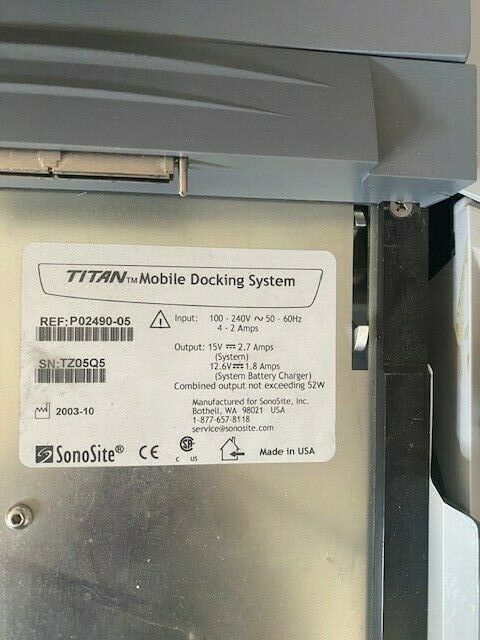 TITAN™ Mobile Docking System
REF:P02490-05
Input: 100 - 240V ∿ 50 - 60Hz
4 - 2 Amps
SN:TZ05Q5
Output: 15V ⎓ 2.7 Amps
(System)
12.6V ⎓ 1.8 Amps
(System Battery Charger)
Combined output not exceeding 52W
2003-10
Manufactured for SonoSite, Inc.
Bothell, WA 98021 USA
1-877-657-8118
service@sonosite.com
SonoSite®
CE
C US
Made in USA